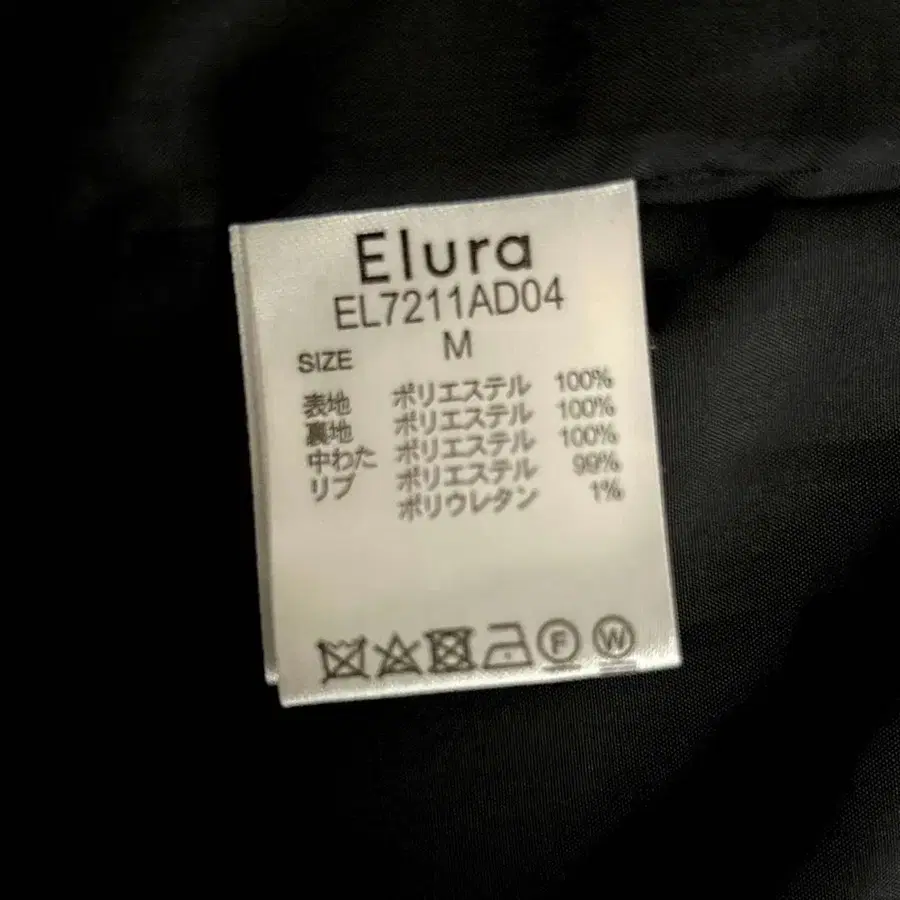 Elura
EL7211AD04
SIZE M
表地 ポリエステル 100%
裏地 ポリエステル 100%
中わた ポリエステル 100%
リブ ポリエステル 99%
ポリウレタン 1%
F W